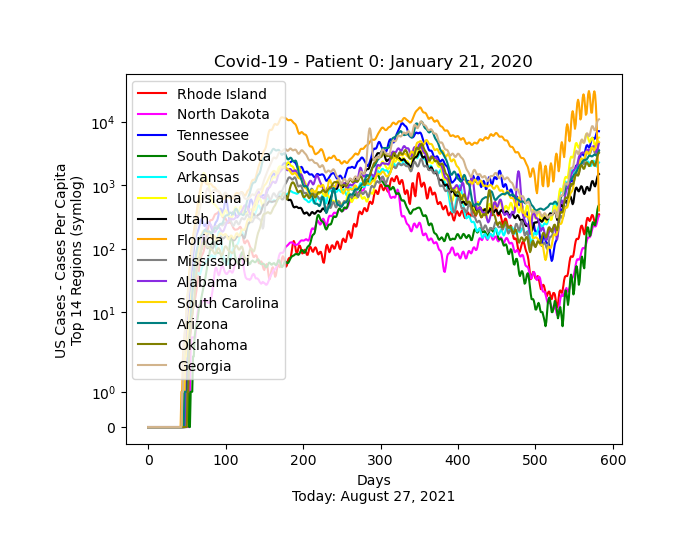 Covid-19 - Patient 0: January 21, 2020
US Cases - Cases Per Capita
Top 14 Regions (symlog)
10⁴
10³
10²
10¹
10⁰
0
Rhode Island
North Dakota
Tennessee
South Dakota
Arkansas
Louisiana
Utah
Florida
Mississippi
Alabama
South Carolina
Arizona
Oklahoma
Georgia
0 100 200 300 400 500 600
Days
Today: August 27, 2021